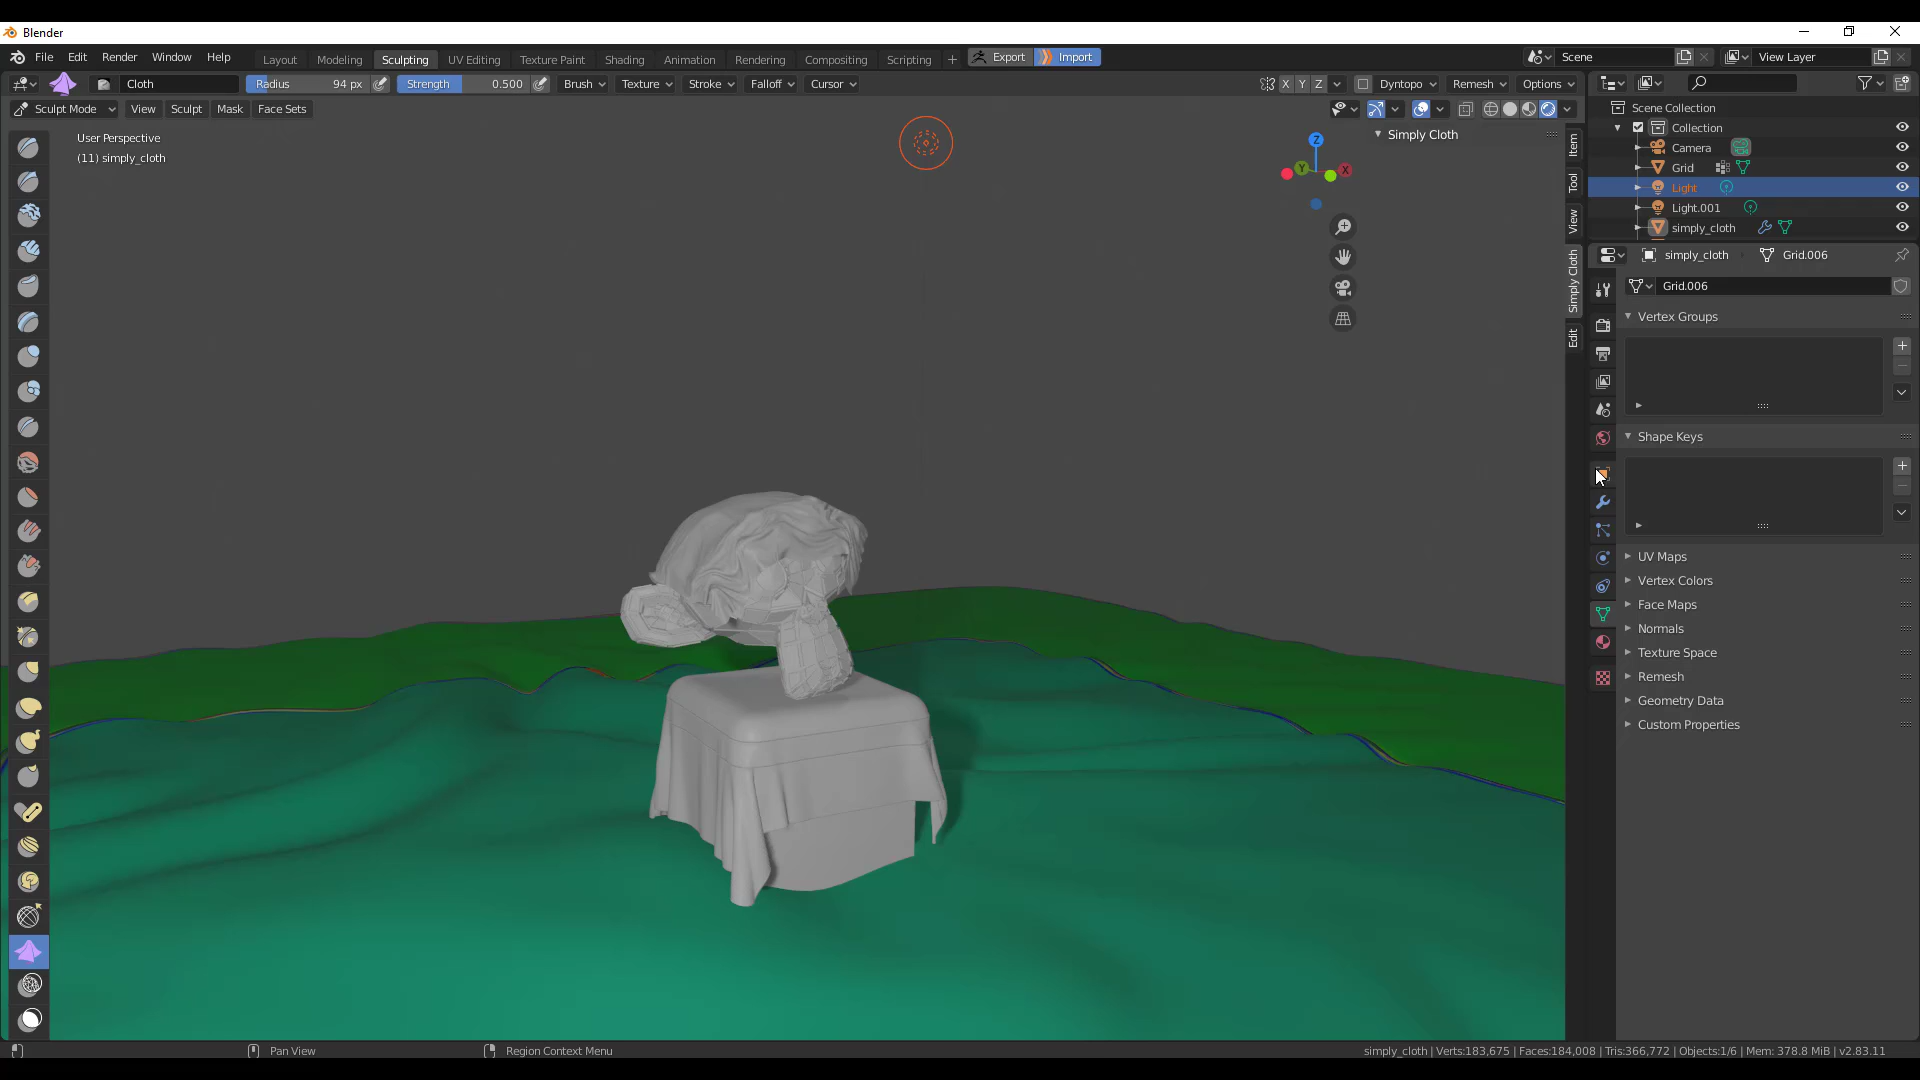 Blender
File Edit Render Window Help Layout Modeling Sculpting UV Editing Texture Paint Shading Animation Rendering Compositing Scripting + Export Import Scene View Layer
Cloth Radius 94 px Strength 0.500 Brush Texture Stroke Falloff Cursor X Y Z Dyntopo Remesh Options
Sculpt Mode View Sculpt Mask Face Sets
User Perspective
(11) simply_cloth
Z
Y
X
Simply Cloth
Item
Tool
View
Simply Cloth
Edit
Scene Collection
Collection
Camera
Grid
Light
Light.001
simply_cloth
simply_cloth Grid.006
Grid.006
Vertex Groups
Shape Keys
UV Maps
Vertex Colors
Face Maps
Normals
Texture Space
Remesh
Geometry Data
Custom Properties
Pan View Region Context Menu simply_cloth | Verts:183,675 | Faces:184,008 | Tris:366,772 | Objects:1/6 | Mem: 378.8 MiB | v2.83.11